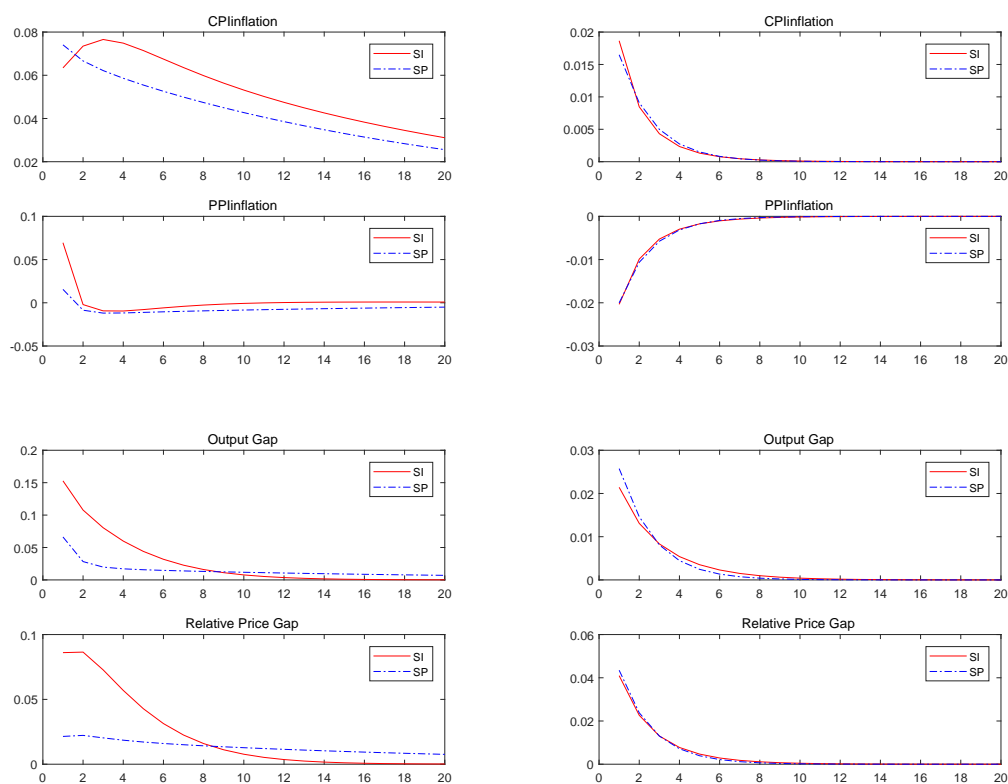 CPIinflation
0.08
0.06
0.04
0.02
0 2 4 6 8 10 12 14 16 18 20
SI
SP
CPIinflation
0.02
0.015
0.01
0.005
0
0 2 4 6 8 10 12 14 16 18 20
SI
SP
PPIinflation
0.1
0.05
0
-0.05
0 2 4 6 8 10 12 14 16 18 20
SI
SP
PPIinflation
0
-0.01
-0.02
-0.03
0 2 4 6 8 10 12 14 16 18 20
SI
SP
Output Gap
0.2
0.15
0.1
0.05
0
0 2 4 6 8 10 12 14 16 18 20
SI
SP
Output Gap
0.03
0.02
0.01
0
0 2 4 6 8 10 12 14 16 18 20
SI
SP
Relative Price Gap
0.1
0.05
0
0 2 4 6 8 10 12 14 16 18 20
SI
SP
Relative Price Gap
0.06
0.04
0.02
0
0 2 4 6 8 10 12 14 16 18 20
SI
SP